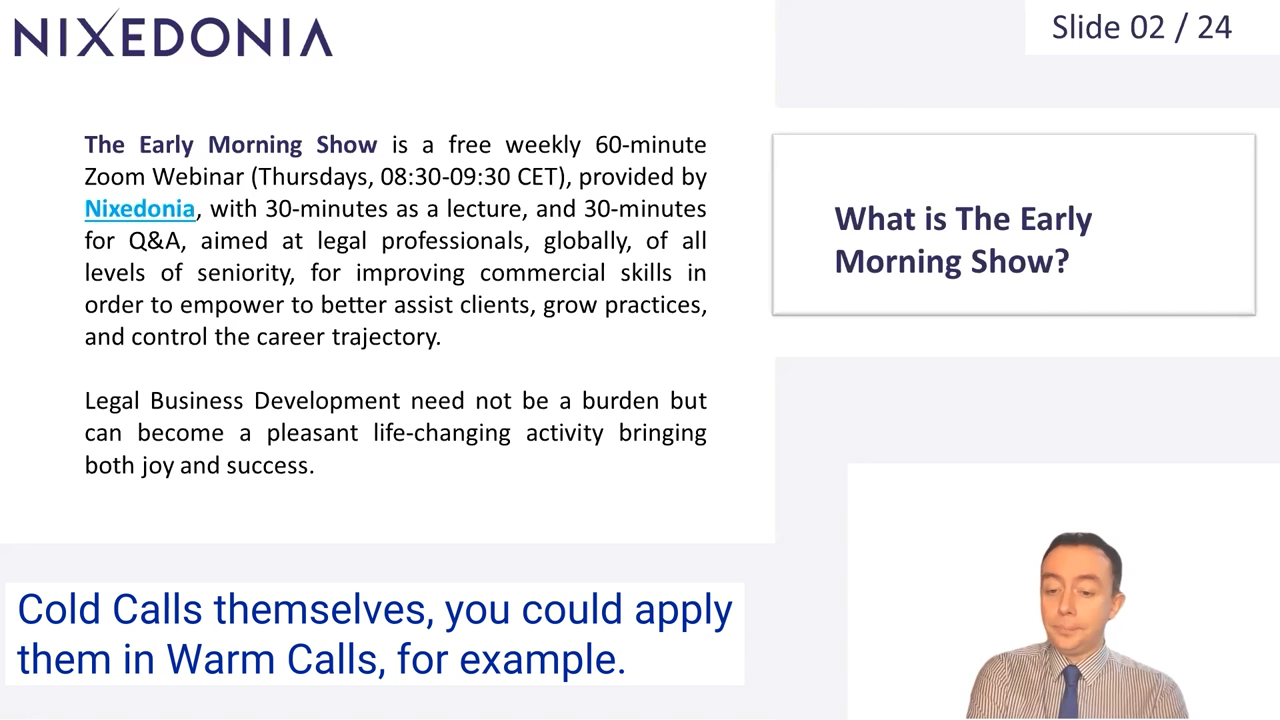 NIXEDONIA
Slide 02 / 24
The Early Morning Show is a free weekly 60-minute
Zoom Webinar (Thursdays, 08:30-09:30 CET), provided by
Nixedonia, with 30-minutes as a lecture, and 30-minutes
for Q&A, aimed at legal professionals, globally, of all
levels of seniority, for improving commercial skills in
order to empower to better assist clients, grow practices,
and control the career trajectory.
Legal Business Development need not be a burden but
can become a pleasant life-changing activity bringing
both joy and success.
What is The Early
Morning Show?
Cold Calls themselves, you could apply
them in Warm Calls, for example.